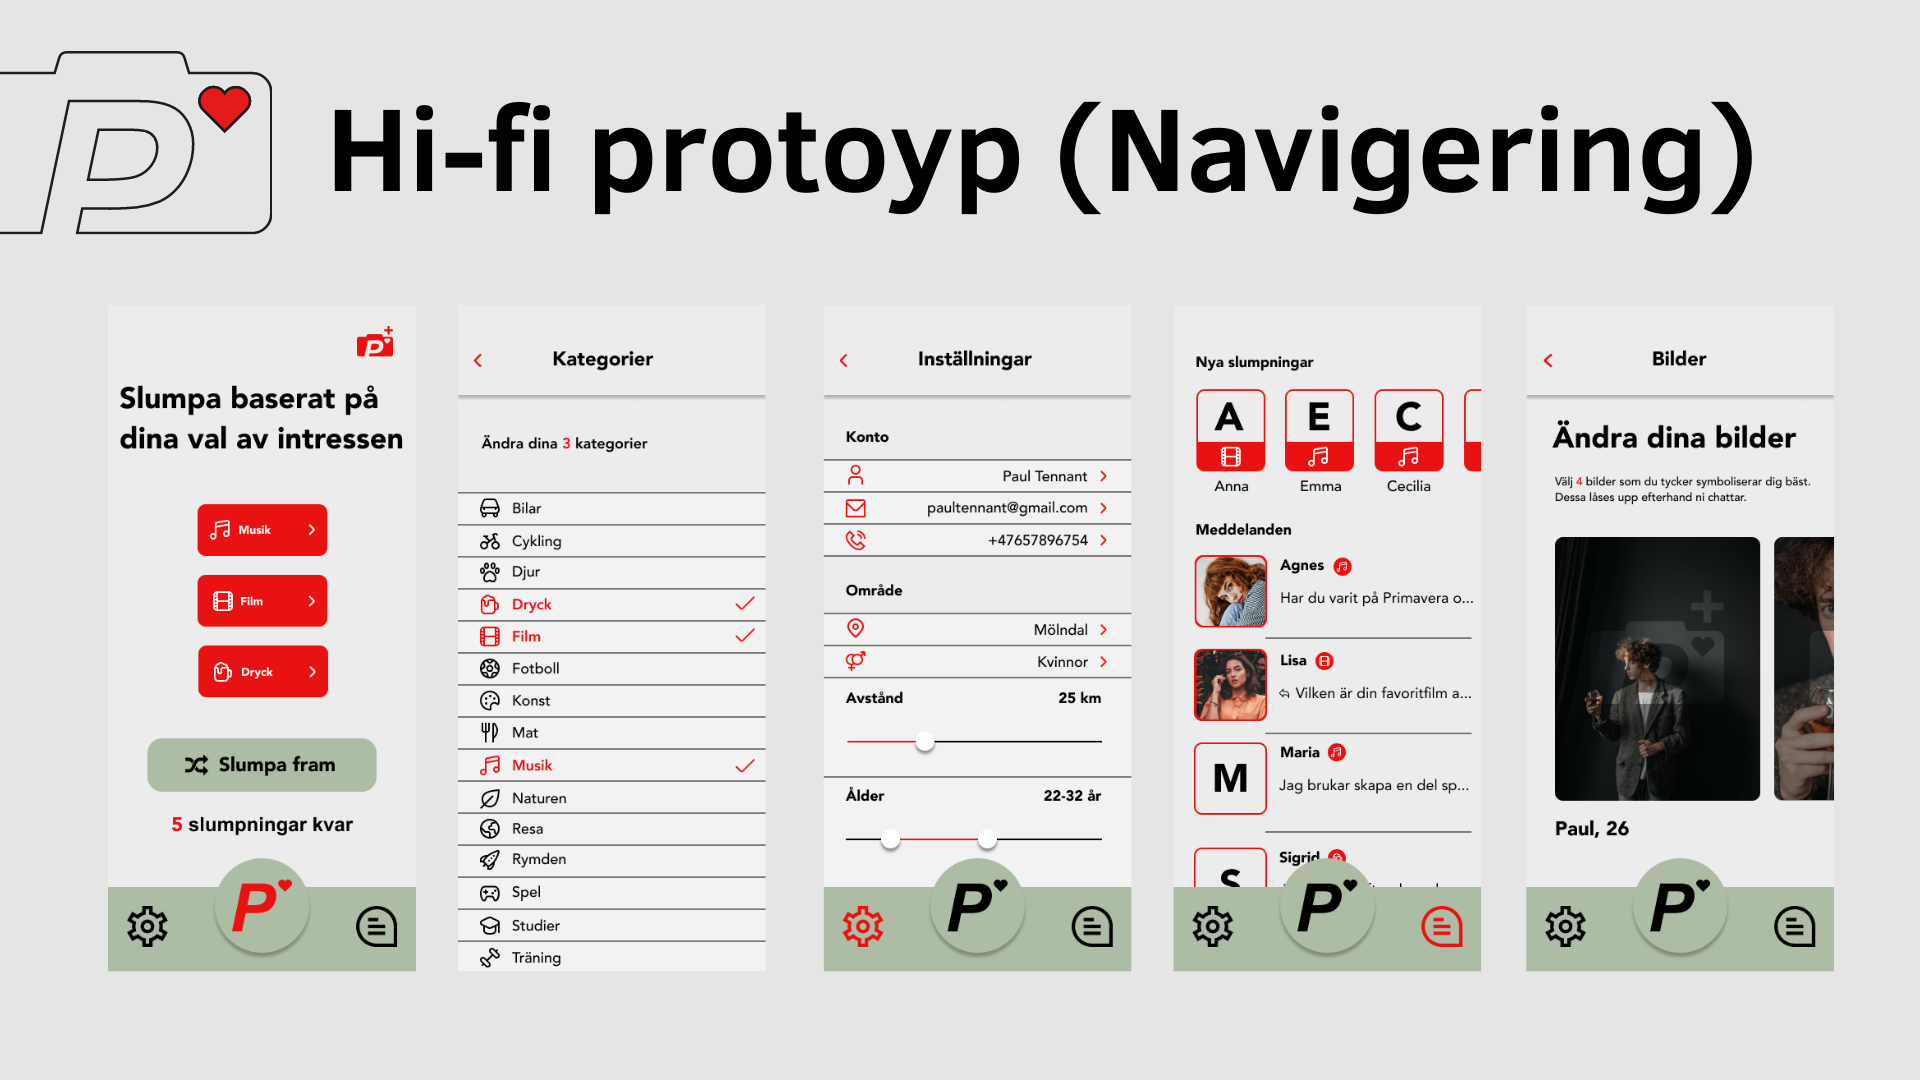 P
Hi-fi protoyp (Navigering)
P
Slumpa baserat på
dina val av intressen
Musik
Film
Dryck
Slumpa fram
5 slumpningar kvar
P
Kategorier
Ändra dina 3 kategorier
Bilar
Cykling
Djur
Dryck
Film
Fotboll
Konst
Mat
Musik
Naturen
Resa
Rymden
Spel
Studier
Träning
Inställningar
Konto
Paul Tennant
paultennant@gmail.com
+47657896754
Område
Mölndal
Kvinnor
Avstånd 25 km
Ålder 22-32 år
P
Nya slumpningar
A E C
Anna Emma Cecilia
Meddelanden
Agnes
Har du varit på Primavera o...
Lisa
Vilken är din favoritfilm a...
M
Maria
Jag brukar skapa en del sp...
S
Sigrid
P
Bilder
Ändra dina bilder
Välj 4 bilder som du tycker symboliserar dig bäst.
Dessa låses upp efterhand ni chattar.
P
Paul, 26
P